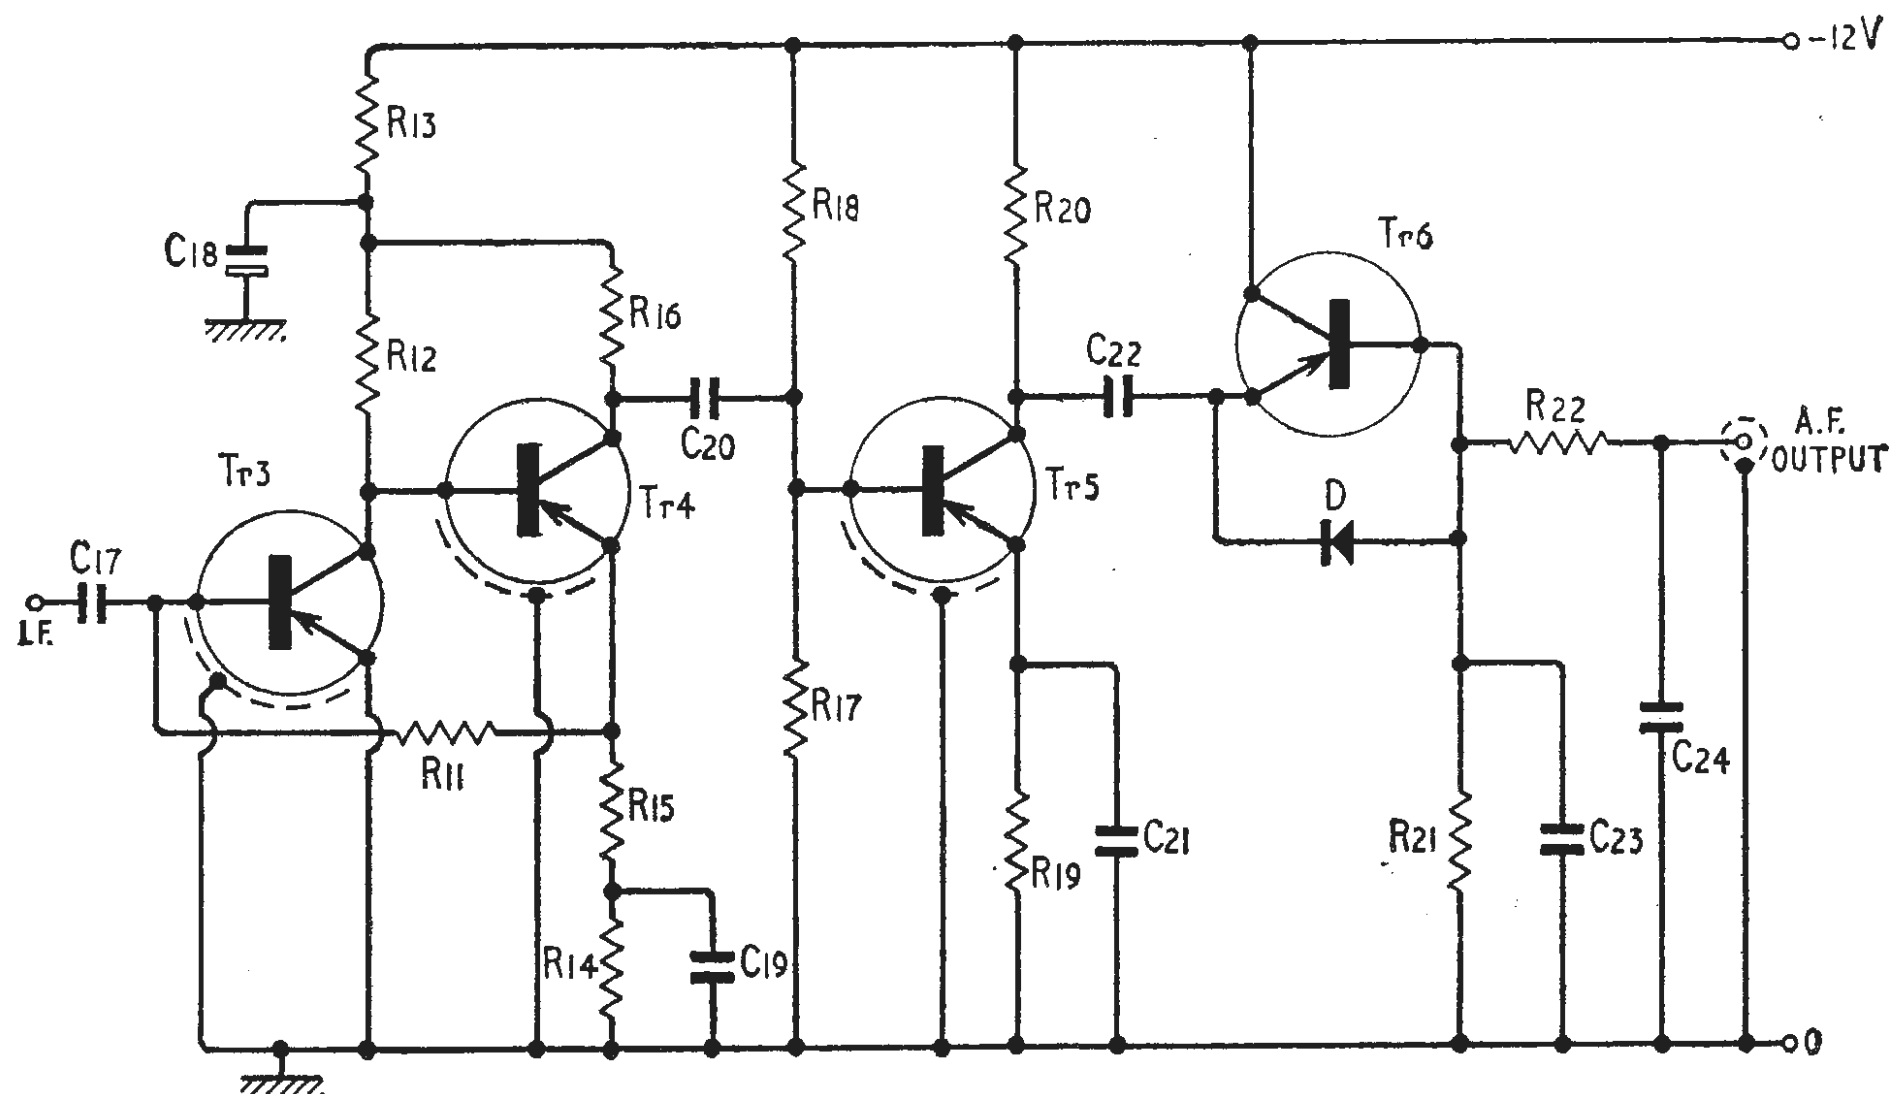 -12V
R13
R18
R20
Tr6
C18
R16
R12
C22
R22
A.F.
OUTPUT
C20
Tr3
Tr4
Tr5
D
C17
I.F.
R17
R11
C24
R15
R19
C21
R21
C23
R14
C19
0